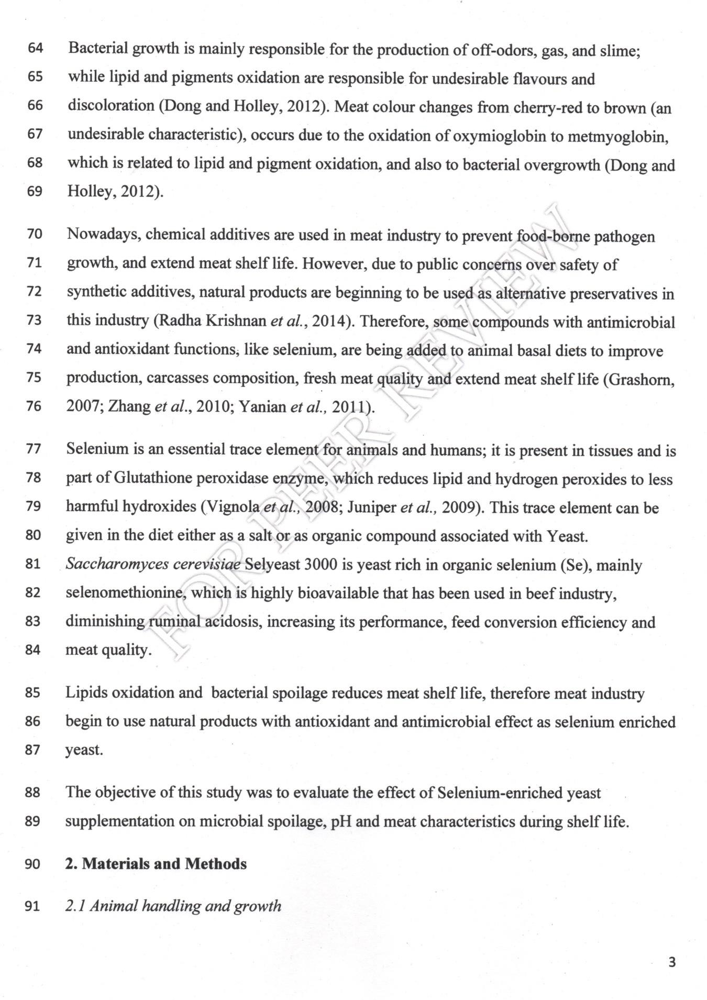 64 Bacterial growth is mainly responsible for the production of off-odors, gas, and slime;
65 while lipid and pigments oxidation are responsible for undesirable flavours and
66 discoloration (Dong and Holley, 2012). Meat colour changes from cherry-red to brown (an
67 undesirable characteristic), occurs due to the oxidation of oxymioglobin to metmyoglobin,
68 which is related to lipid and pigment oxidation, and also to bacterial overgrowth (Dong and
69 Holley, 2012).
70 Nowadays, chemical additives are used in meat industry to prevent food-borne pathogen
71 growth, and extend meat shelf life. However, due to public concerns over safety of
72 synthetic additives, natural products are beginning to be used as alternative preservatives in
73 this industry (Radha Krishnan et al., 2014). Therefore, some compounds with antimicrobial
74 and antioxidant functions, like selenium, are being added to animal basal diets to improve
75 production, carcasses composition, fresh meat quality and extend meat shelf life (Grashorn,
76 2007; Zhang et al., 2010; Yanian et al., 2011).
77 Selenium is an essential trace element for animals and humans; it is present in tissues and is
78 part of Glutathione peroxidase enzyme, which reduces lipid and hydrogen peroxides to less
79 harmful hydroxides (Vignola et al., 2008; Juniper et al., 2009). This trace element can be
80 given in the diet either as a salt or as organic compound associated with Yeast.
81 Saccharomyces cerevisiae Selyeast 3000 is yeast rich in organic selenium (Se), mainly
82 selenomethionine, which is highly bioavailable that has been used in beef industry,
83 diminishing ruminal acidosis, increasing its performance, feed conversion efficiency and
84 meat quality.
85 Lipids oxidation and bacterial spoilage reduces meat shelf life, therefore meat industry
86 begin to use natural products with antioxidant and antimicrobial effect as selenium enriched
87 yeast.
88 The objective of this study was to evaluate the effect of Selenium-enriched yeast
89 supplementation on microbial spoilage, pH and meat characteristics during shelf life.
90 2. Materials and Methods
91 2.1 Animal handling and growth
3
FOR PEER REVIEW